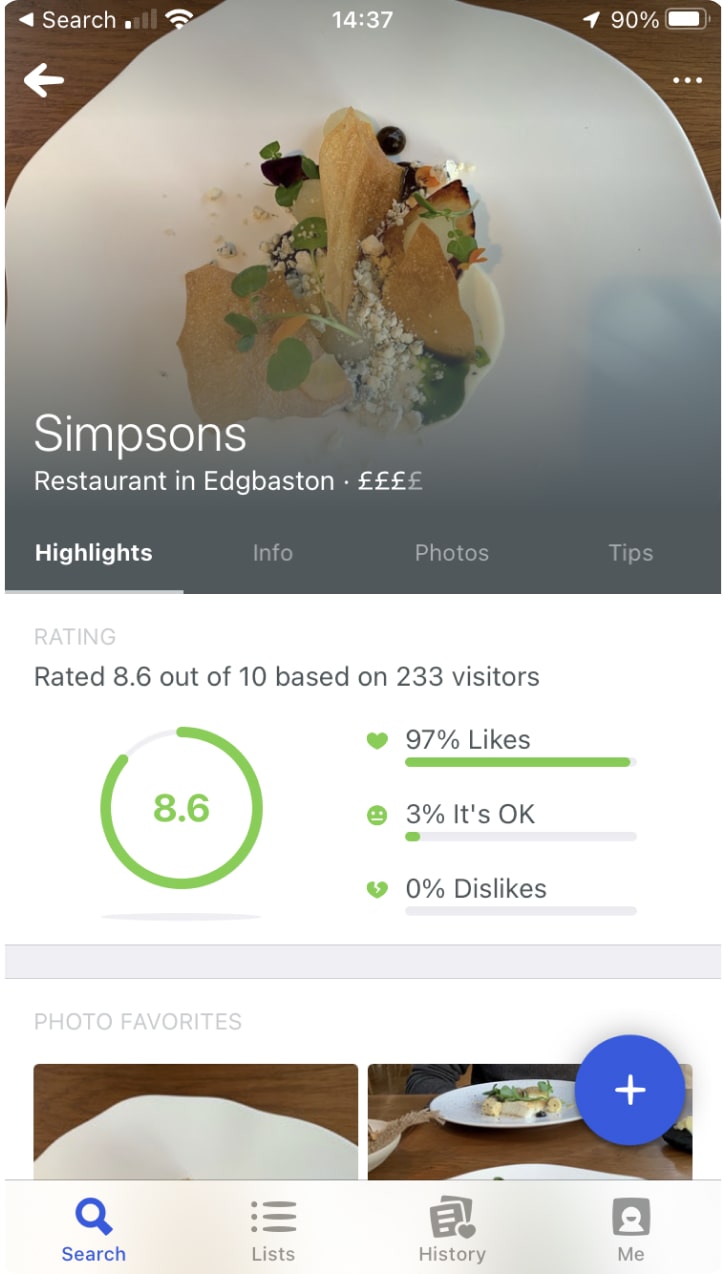 Search
14:37
90%
Simpsons
Restaurant in Edgbaston · ££££
Highlights Info Photos Tips
RATING
Rated 8.6 out of 10 based on 233 visitors
8.6
97% Likes
3% It's OK
0% Dislikes
PHOTO FAVORITES
Search Lists History Me